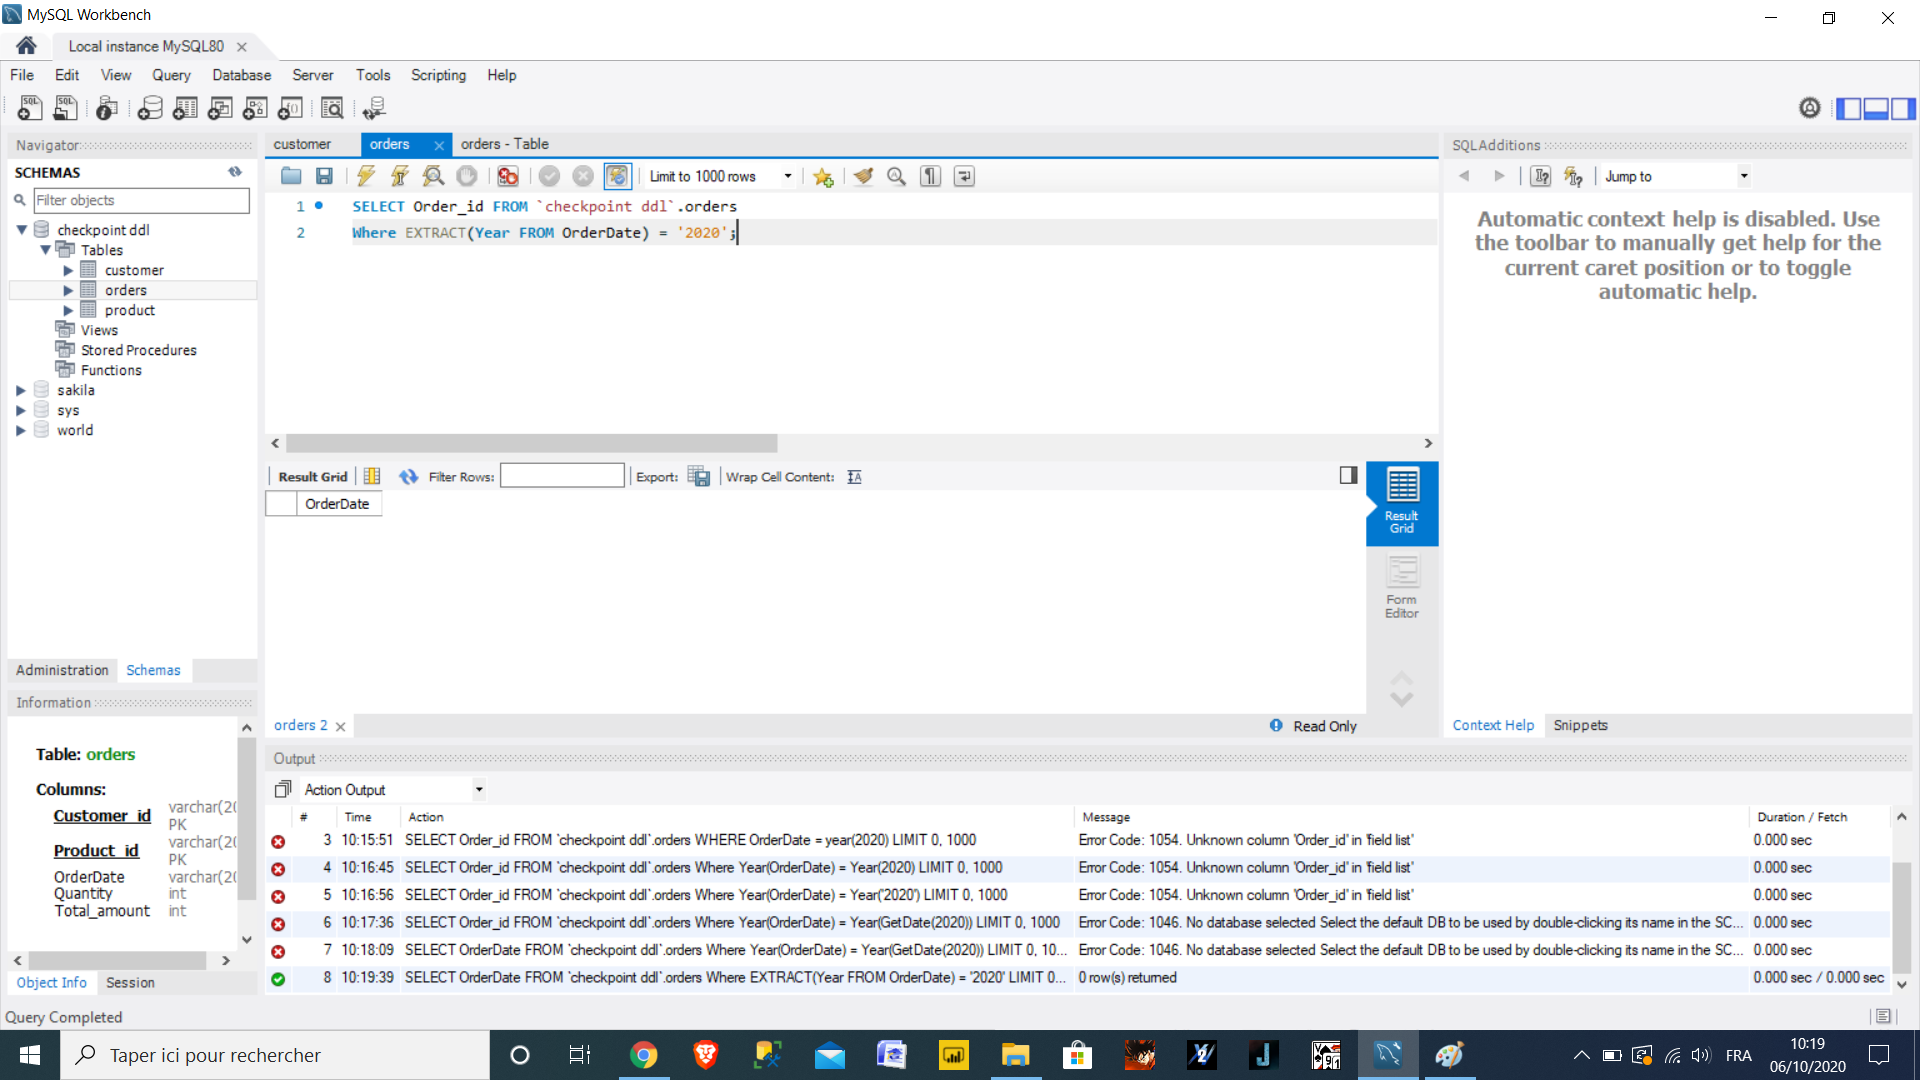 MySQL Workbench
Local instance MySQL80
File Edit View Query Database Server Tools Scripting Help
Navigator
SCHEMAS
Filter objects
checkpoint ddl
Tables
customer
orders
product
Views
Stored Procedures
Functions
sakila
sys
world
Administration Schemas
Information
Table: orders
Columns:
Customer_id varchar(20
PK
Product_id varchar(20
PK
OrderDate varchar(20
Quantity int
Total_amount int
Object Info Session
Query Completed
customer orders orders - Table
Limit to 1000 rows
1 SELECT Order_id FROM `checkpoint ddl`.orders
2 Where EXTRACT(Year FROM OrderDate) = '2020';
Result Grid Filter Rows: Export: Wrap Cell Content:
OrderDate
Result
Grid
Form
Editor
orders 2 Read Only
SQLAdditions
Jump to
Automatic context help is disabled. Use
the toolbar to manually get help for the
current caret position or to toggle
automatic help.
Context Help Snippets
Output
Action Output
# Time Action Message Duration / Fetch
3 10:15:51 SELECT Order_id FROM `checkpoint ddl`.orders WHERE OrderDate = year(2020) LIMIT 0, 1000 Error Code: 1054. Unknown column 'Order_id' in 'field list' 0.000 sec
4 10:16:45 SELECT Order_id FROM `checkpoint ddl`.orders Where Year(OrderDate) = Year(2020) LIMIT 0, 1000 Error Code: 1054. Unknown column 'Order_id' in 'field list' 0.000 sec
5 10:16:56 SELECT Order_id FROM `checkpoint ddl`.orders Where Year(OrderDate) = Year('2020') LIMIT 0, 1000 Error Code: 1054. Unknown column 'Order_id' in 'field list' 0.000 sec
6 10:17:36 SELECT Order_id FROM `checkpoint ddl`.orders Where Year(OrderDate) = Year(GetDate(2020)) LIMIT 0, 1000 Error Code: 1046. No database selected Select the default DB to be used by double-clicking its name in the SC... 0.000 sec
7 10:18:09 SELECT OrderDate FROM `checkpoint ddl`.orders Where Year(OrderDate) = Year(GetDate(2020)) LIMIT 0, 10... Error Code: 1046. No database selected Select the default DB to be used by double-clicking its name in the SC... 0.000 sec
8 10:19:39 SELECT OrderDate FROM `checkpoint ddl`.orders Where EXTRACT(Year FROM OrderDate) = '2020' LIMIT 0... 0 row(s) returned 0.000 sec / 0.000 sec
Taper ici pour rechercher
FRA
10:19
06/10/2020